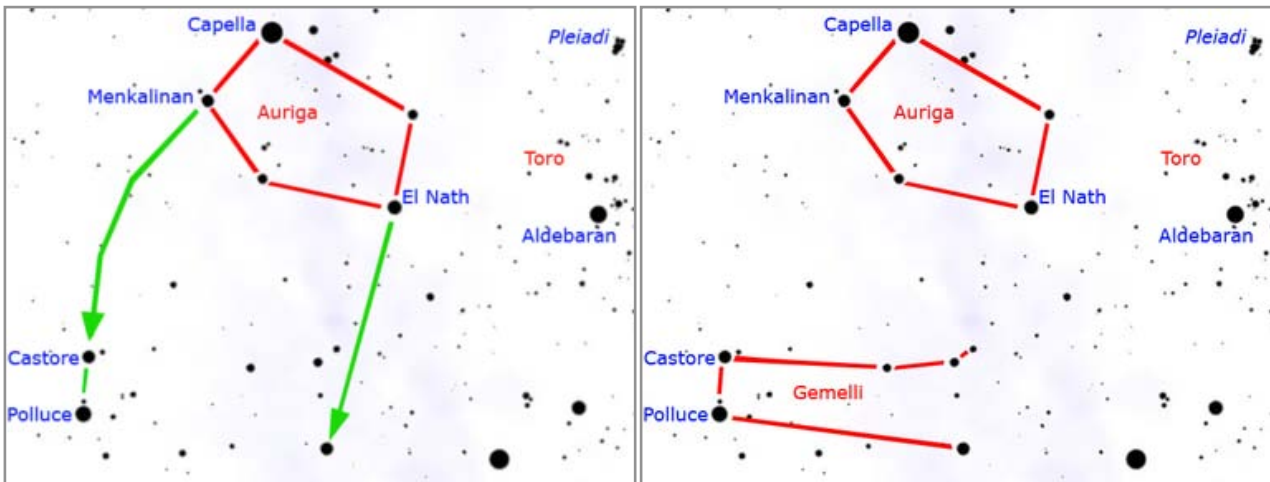 Capella
Pleiadi
Menkalinan
Auriga
Toro
El Nath
Aldebaran
Castore
Polluce
Capella
Pleiadi
Menkalinan
Auriga
Toro
El Nath
Aldebaran
Castore
Gemelli
Polluce